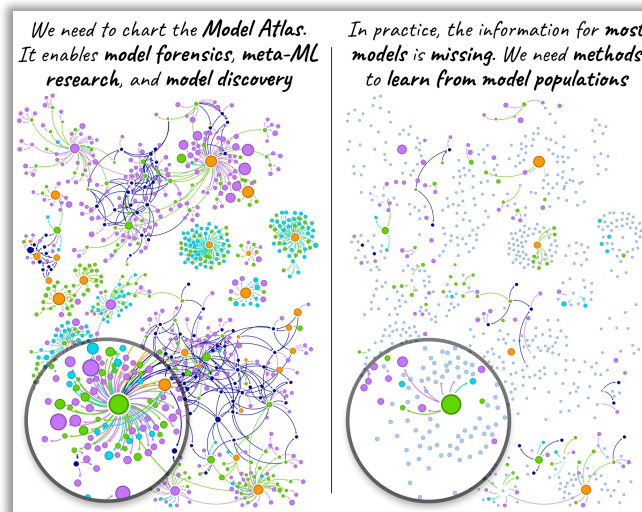 We need to chart the Model Atlas.
It enables model forensics, meta-ML
research, and model discovery
In practice, the information for most
models is missing. We need methods
to learn from model populations